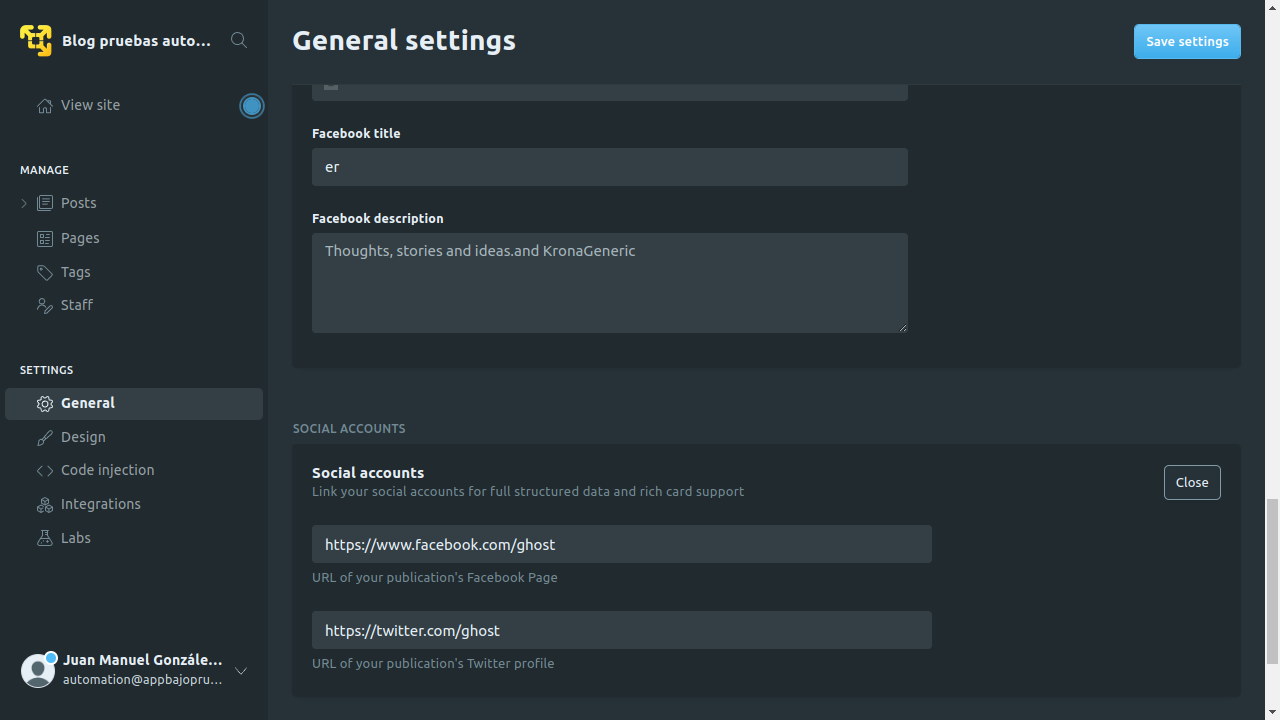 Blog pruebas auto...
View site
MANAGE
Posts
Pages
Tags
Staff
SETTINGS
General
Design
Code injection
Integrations
Labs
Juan Manuel Gonzále...
automation@appbajopru...
General settings
Save settings
Facebook title
er
Facebook description
Thoughts, stories and ideas.and KronaGeneric
SOCIAL ACCOUNTS
Social accounts
Link your social accounts for full structured data and rich card support
Close
https://www.facebook.com/ghost
URL of your publication's Facebook Page
https://twitter.com/ghost
URL of your publication's Twitter profile